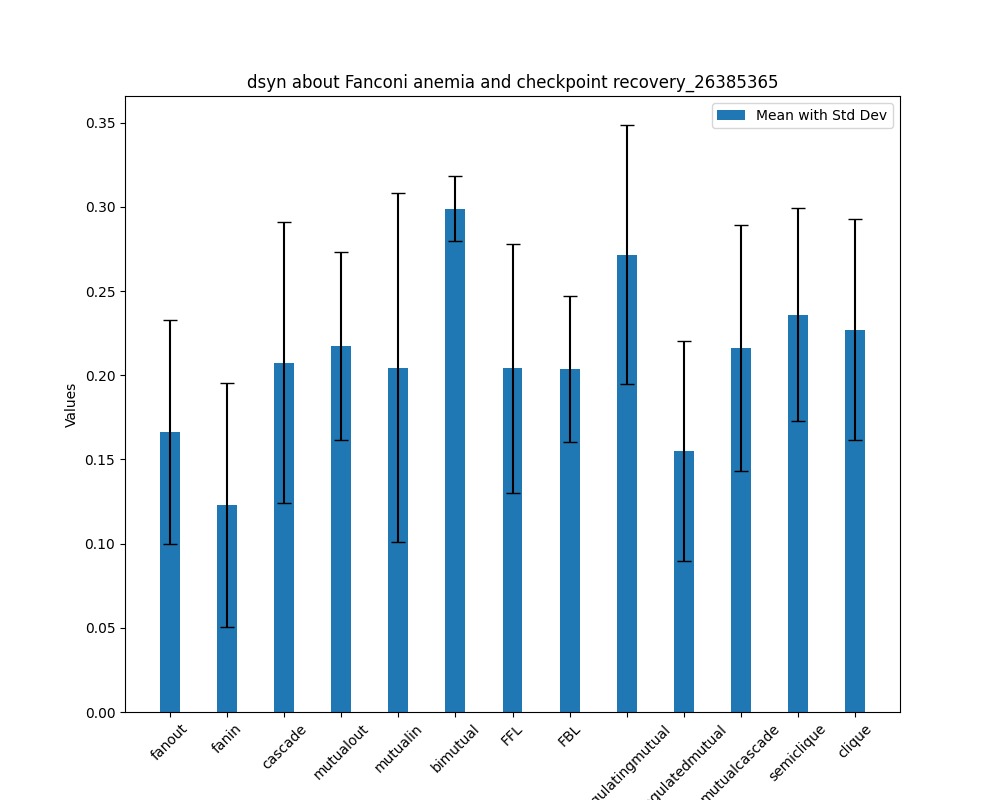 dsyn about Fanconi anemia and checkpoint recovery_26385365
Mean with Std Dev
Values
0.35
0.30
0.25
0.20
0.15
0.10
0.05
0.00
fanout
fanin
cascade
mutualout
mutualin
bimutual
FFL
FBL
gulatingmutual
gulatedmutual
mutualcascade
semiclique
clique